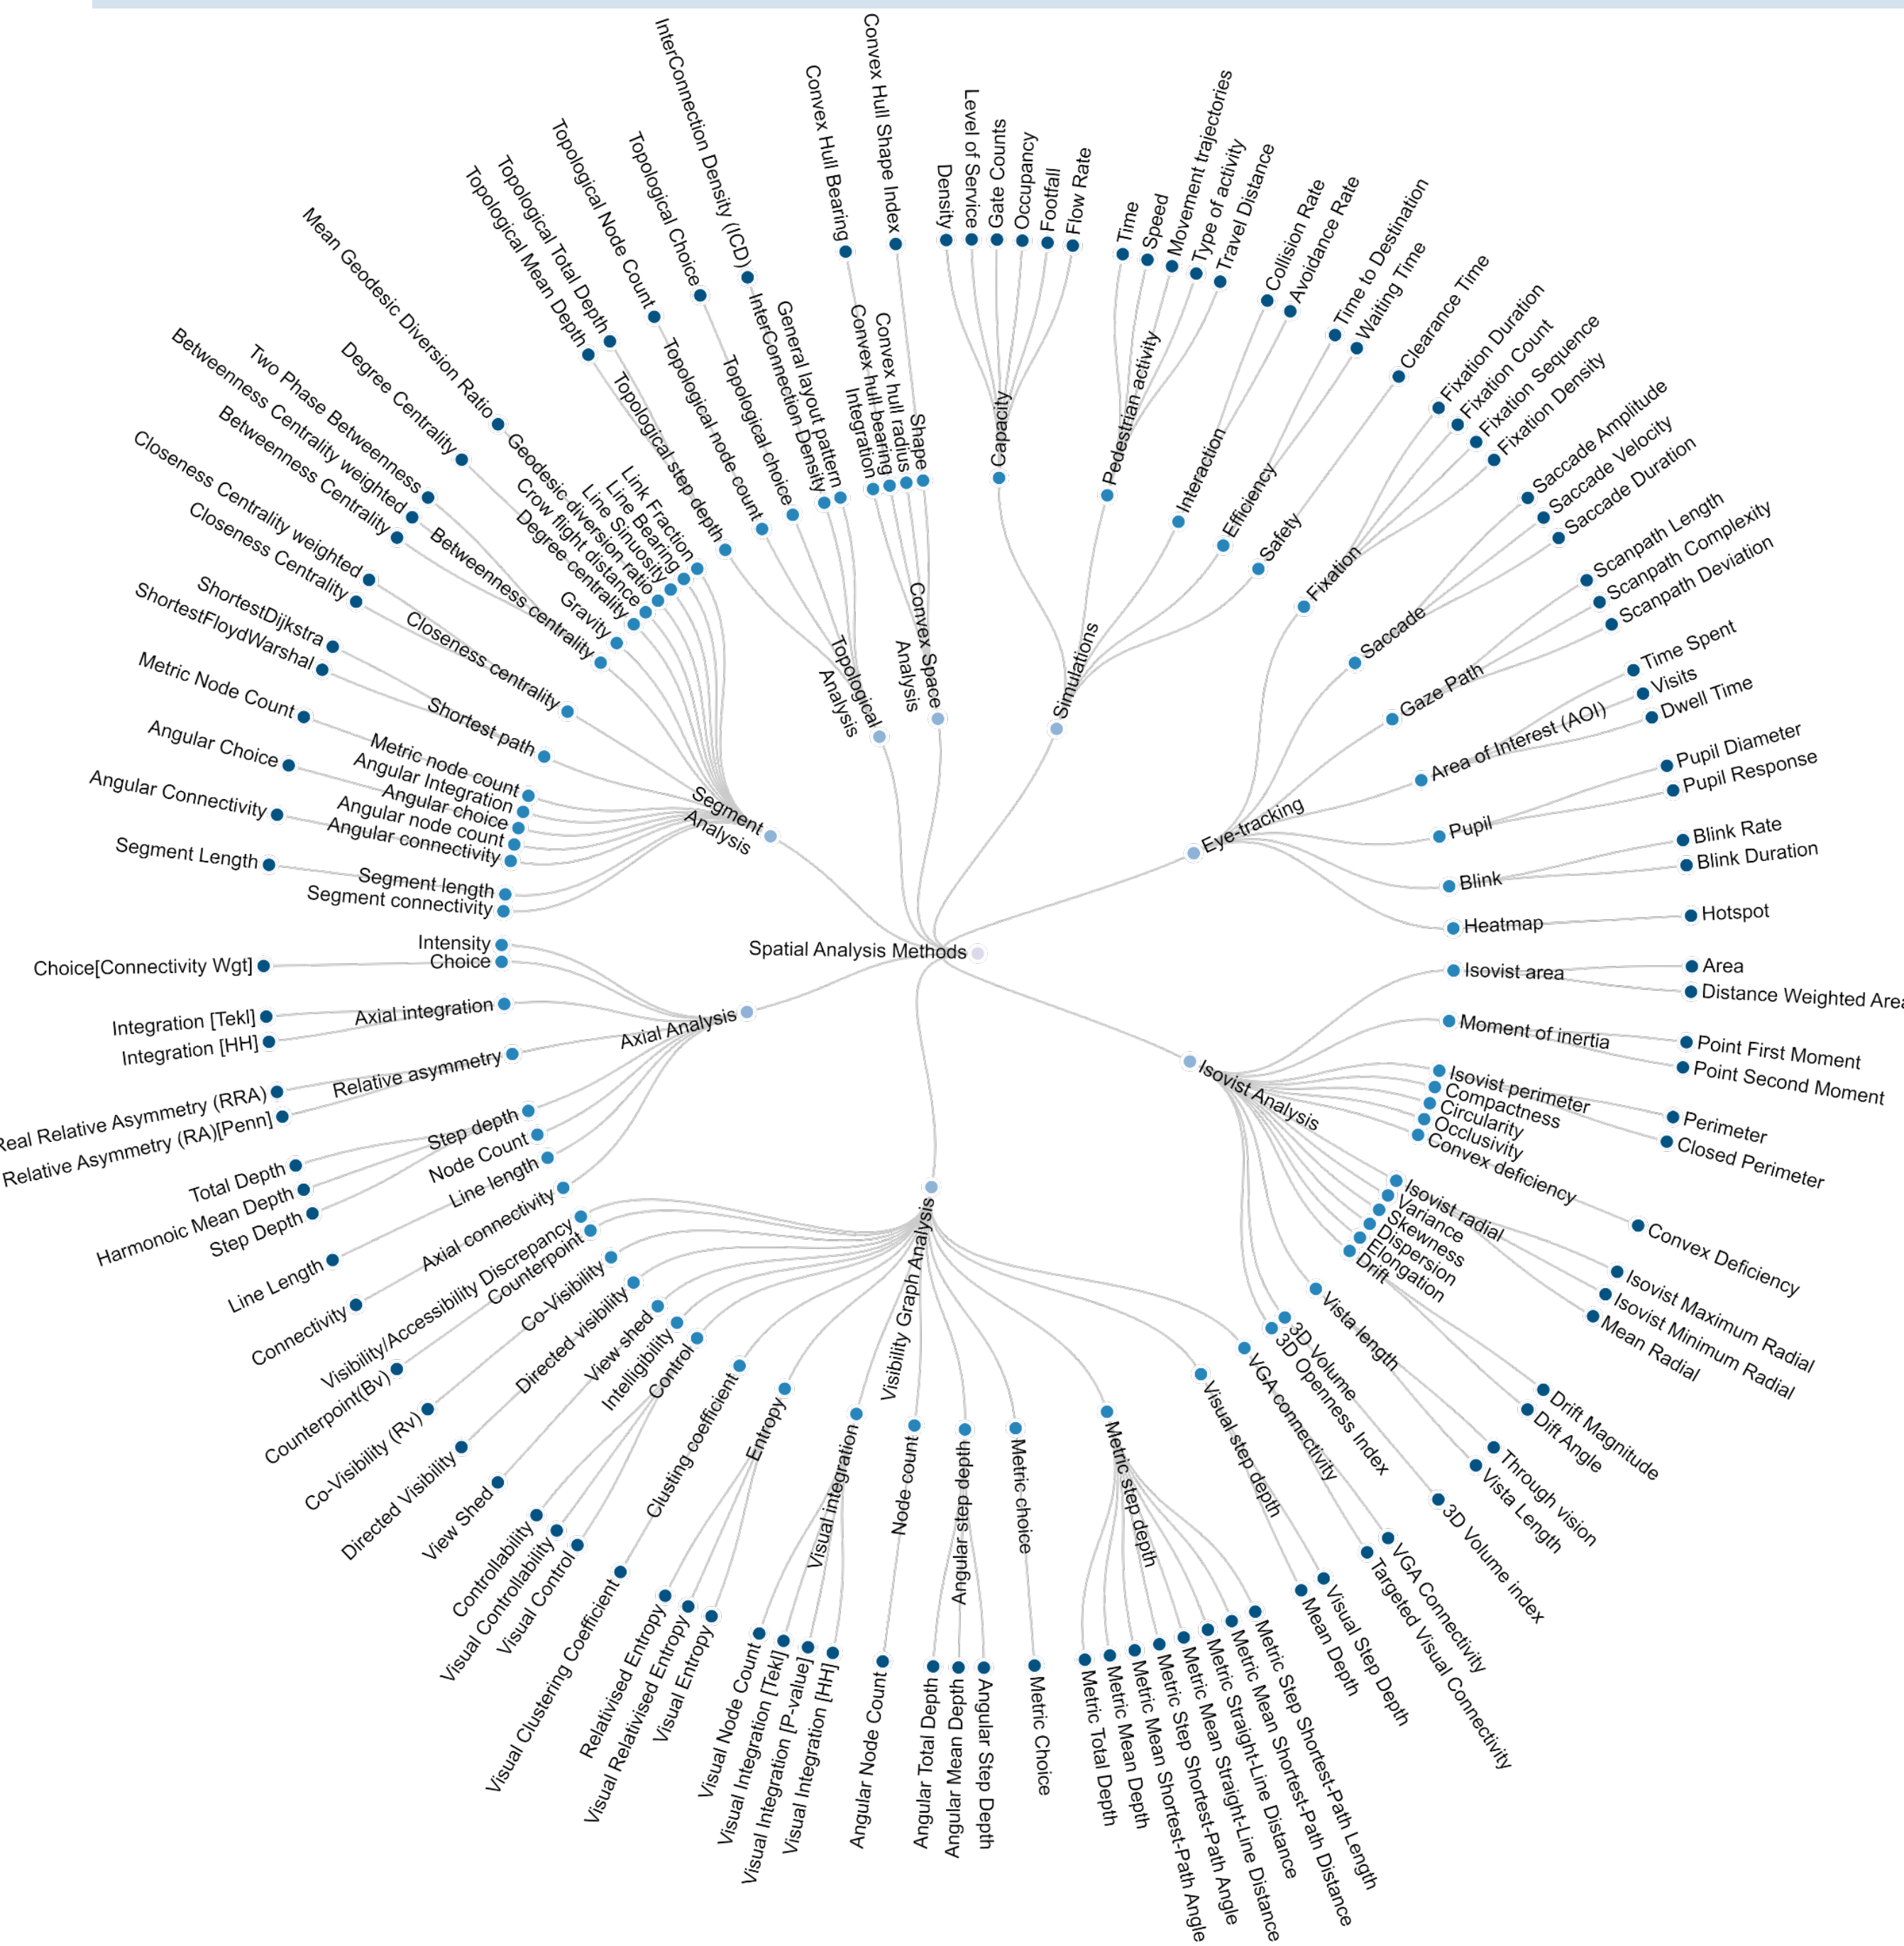 Spatial Analysis Methods
Simulations
Capacity
Density
Level of Service
Gate Counts
Occupancy
Footfall
Flow Rate
Pedestrian activity
Time
Speed
Movement trajectories
Type of activity
Travel Distance
Interaction
Collision Rate
Avoidance Rate
Efficiency
Time to Destination
Waiting Time
Safety
Clearance Time
Eye-tracking
Fixation
Fixation Duration
Fixation Count
Fixation Sequence
Fixation Density
Saccade
Saccade Amplitude
Saccade Velocity
Saccade Duration
Gaze Path
Scanpath Length
Scanpath Complexity
Scanpath Deviation
Area of Interest (AOI)
Time Spent
Visits
Dwell Time
Pupil
Pupil Diameter
Pupil Response
Blink
Blink Rate
Blink Duration
Heatmap
Hotspot
Isovist Analysis
Isovist area
Area
Distance Weighted Area
Moment of inertia
Point First Moment
Point Second Moment
Isovist perimeter
Perimeter
Closed Perimeter
Compactness
Circularity
Occlusivity
Convex deficiency
Convex Deficiency
Isovist radial
Isovist Maximum Radial
Isovist Minimum Radial
Mean Radial
Variance
Skewness
Dispersion
Elongation
Drift
Drift Magnitude
Dift Angle
Vista length
Through vision
Vista Length
3D Volume
3D Volume index
3D Openness Index
Visibility Graph Analysis
VGA connectivity
VGA Connectivity
Targeted Visual Connectivity
Visual step depth
Visual Step Depth
Mean Depth
Metric step depth
Metric Step Shortest-Path Length
Metric Mean Shortest-Path Distance
Metric Straight-Line Distance
Metric Mean Straight-Line Distance
Metric Step Shortest-Path Angle
Metric Mean Shortest-Path Angle
Metric Mean Depth
Metric Total Depth
Metric choice
Metric Choice
Angular step depth
Angular Step Depth
Angular Mean Depth
Angular Total Depth
Node count
Angular Node Count
Visual integration
Visual Integration [HH]
Visual Integration [P-value]
Visual Integration [Tekl]
Visual Node Count
Entropy
Visual Entropy
Visual Relativised Entropy
Relativised Entropy
Clusting coefficient
Visual Clustering Coefficient
Control
Visual Control
Visual Controllability
Controllability
Intelligibility
View shed
View Shed
Directed visibility
Directed Visibility
Co-Visibility
Co-Visibility (Rv)
Counterpoint
Counterpoint(Bv)
Visibility/Accessibility Discrepancy
Axial Analysis
Axial connectivity
Connectivity
Line length
Line Length
Node Count
Step depth
Step Depth
Harmonoic Mean Depth
Total Depth
Relative asymmetry
Relative Asymmetry (RA)[Penn]
Real Relative Asymmetry (RRA)
Axial integration
Integration [HH]
Integration [Tekl]
Choice
Choice[Connectivity Wgt]
Intensity
Segment
Analysis
Segment connectivity
Segment length
Segment Length
Angular connectivity
Angular Connectivity
Angular node count
Angular choice
Angular Choice
Angular Integration
Metric node count
Metric Node Count
Shortest path
ShortestFloydWarshal
ShortestDijkstra
Closeness centrality
Closeness Centrality
Closeness Centrality weighted
Betweenness centrality
Betweenness Centrality
Betweenness Centrality weighted
Two Phase Betweenness
Gravity
Degree centrality
Degree Centrality
Crow flight distance
Geodesic diversion ratio
Mean Geodesic Diversion Ratio
Line Sinuosity
Line Bearing
Link Fraction
Topological
Analysis
Topological step depth
Topological Mean Depth
Topological Total Depth
Topological node count
Topological Node Count
Topological choice
Topological Choice
InterConnection Density
InterConnection Density (ICD)
General layout pattern
Convex Space
Analysis
Integration
Convex hull bearing
Convex Hull Bearing
Convex hull radius
Shape
Convex Hull Shape Index